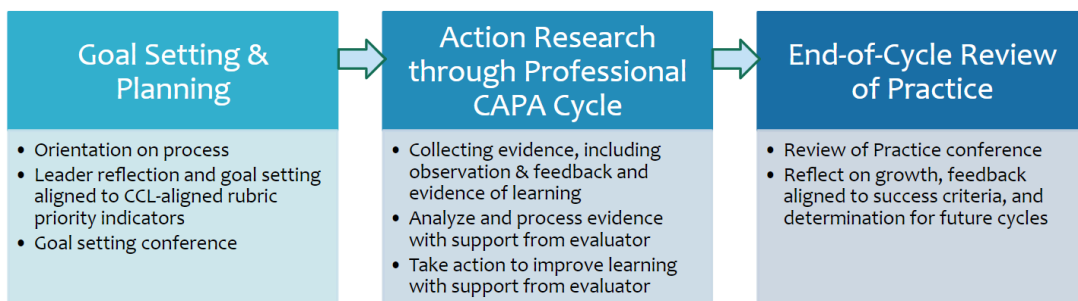 Goal Setting &
Planning
• Orientation on process
• Leader reflection and goal setting
aligned to CCL-aligned rubric
priority indicators
• Goal setting conference
Action Research
through Professional
CAPA Cycle
• Collecting evidence, including
observation & feedback and
evidence of learning
• Analyze and process evidence
with support from evaluator
• Take action to improve learning
with support from evaluator
End-of-Cycle Review
of Practice
• Review of Practice conference
• Reflect on growth, feedback
aligned to success criteria, and
determination for future cycles